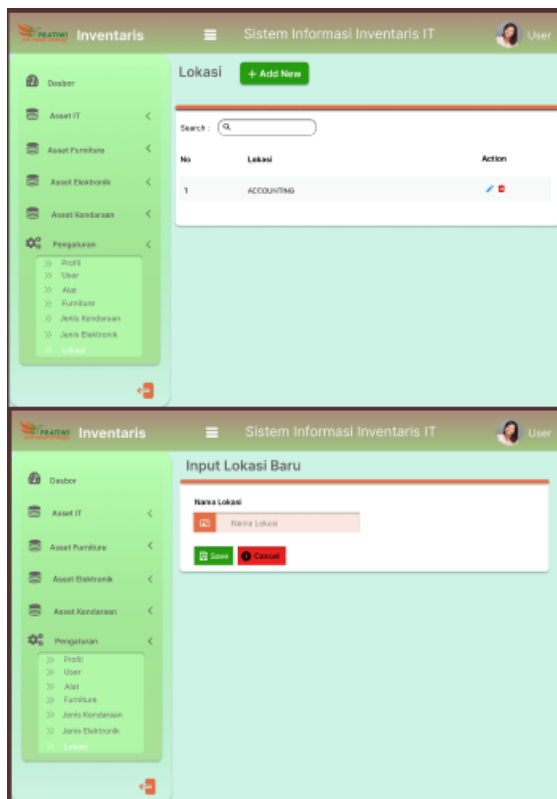 PRATIWI Inventaris
Sistem Informasi Inventaris IT
User
Dasbor
Asset IT
Asset Furniture
Asset Elektronik
Asset Kendaraan
Pengaturan
Profil
User
Alat
Furniture
Jenis Kendaraan
Jenis Elektronik
Lokasi
Lokasi
+ Add New
Search :
No Lokasi Action
1 ACCOUNTING
PRATIWI Inventaris
Sistem Informasi Inventaris IT
User
Dasbor
Asset IT
Asset Furniture
Asset Elektronik
Asset Kendaraan
Pengaturan
Profil
User
Alat
Furniture
Jenis Kendaraan
Jenis Elektronik
Lokasi
Input Lokasi Baru
Nama Lokasi
Nama Lokasi
Save Cancel